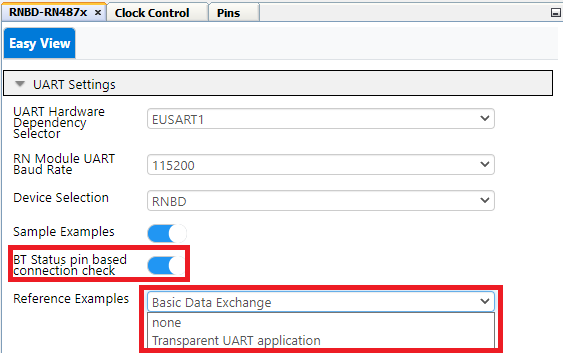 RNBD-RN487x × Clock Control Pins
Easy View
UART Settings
UART Hardware
Dependency
Selector
EUSART1
RN Module UART
Baud Rate
115200
Device Selection
RNBD
Sample Examples
BT Status pin based
connection check
Reference Examples
Basic Data Exchange
none
Transparent UART application